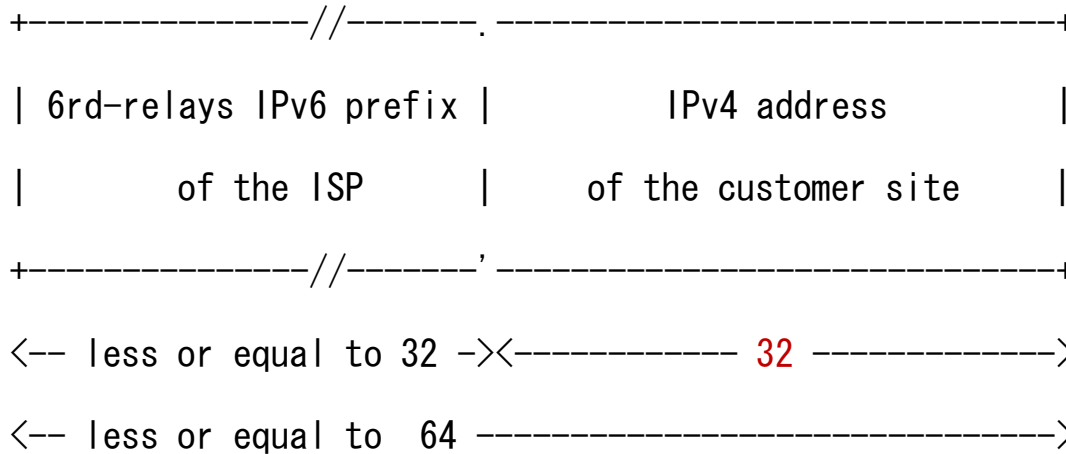 +---------------//-------.------------------------------+
| 6rd-relays IPv6 prefix | IPv4 address |
| of the ISP | of the customer site |
+---------------//-------'------------------------------+
<-- less or equal to 32 -><------------- 32 ------------->
<-- less or equal to  64 ------------------------------->